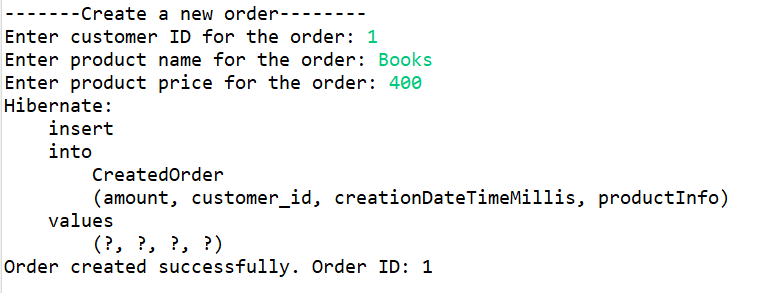 -------Create a new order--------
Enter customer ID for the order: 1
Enter product name for the order: Books
Enter product price for the order: 400
Hibernate:
    insert
    into
        CreatedOrder
        (amount, customer_id, creationDateTimeMillis, productInfo)
    values
        (?, ?, ?, ?)
Order created successfully. Order ID: 1